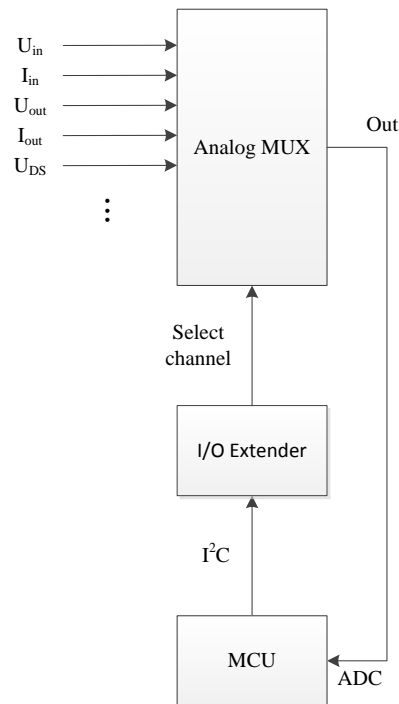 U_in
I_in
U_out
I_out
U_DS
⋮
Analog MUX
Out
Select
channel
I/O Extender
I²C
MCU
ADC